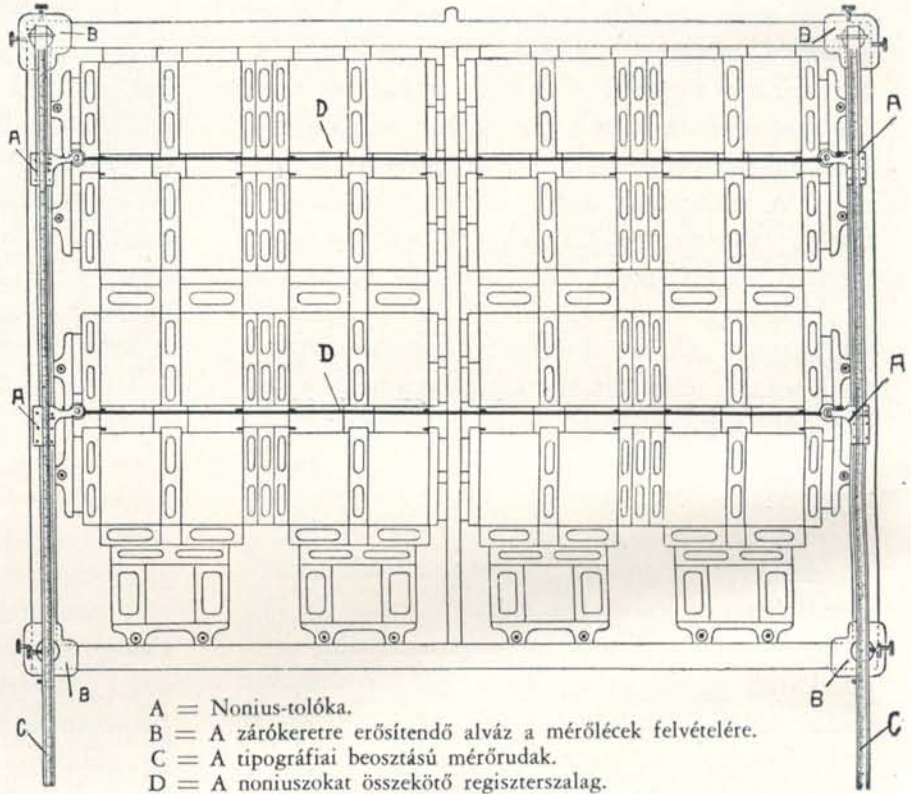 B B
A D A
A D A
B B
C C
A = Nonius-tolóka.
B = A zárókeretre erősítendő alváz a mérőlécek felvételére.
C = A tipográfiai beosztású mérőrudak.
D = A noniuszokat összekötő regiszterszalag.